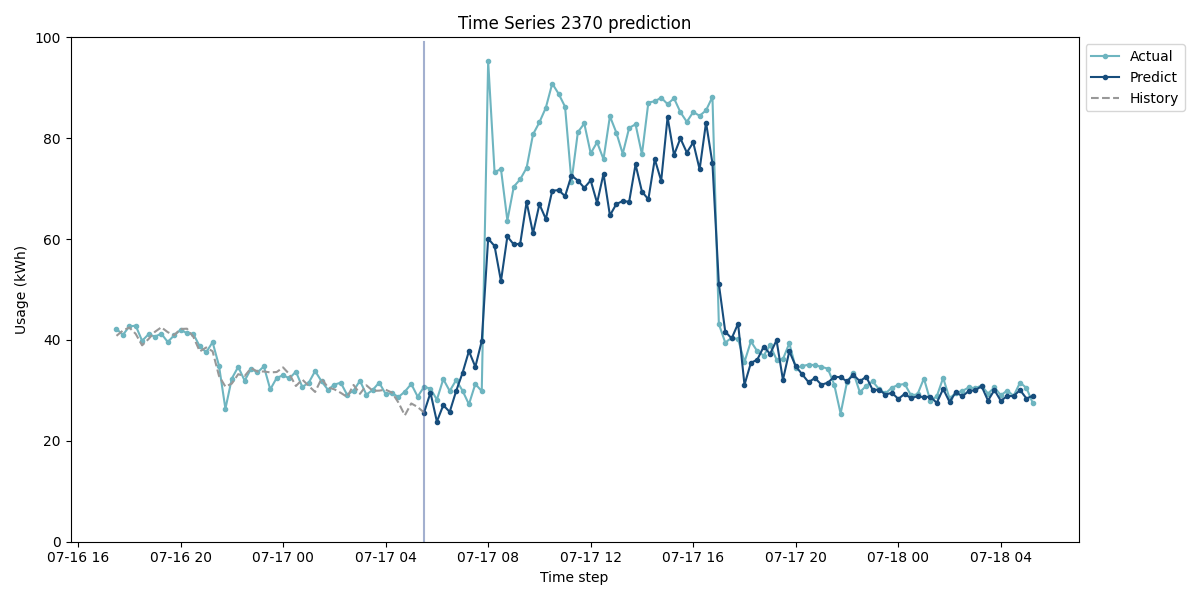 Time Series 2370 prediction
Usage (kWh)
100
80
60
40
20
0
07-16 16
07-16 20
07-17 00
07-17 04
07-17 08
07-17 12
07-17 16
07-17 20
07-18 00
07-18 04
Time step
Actual
Predict
History